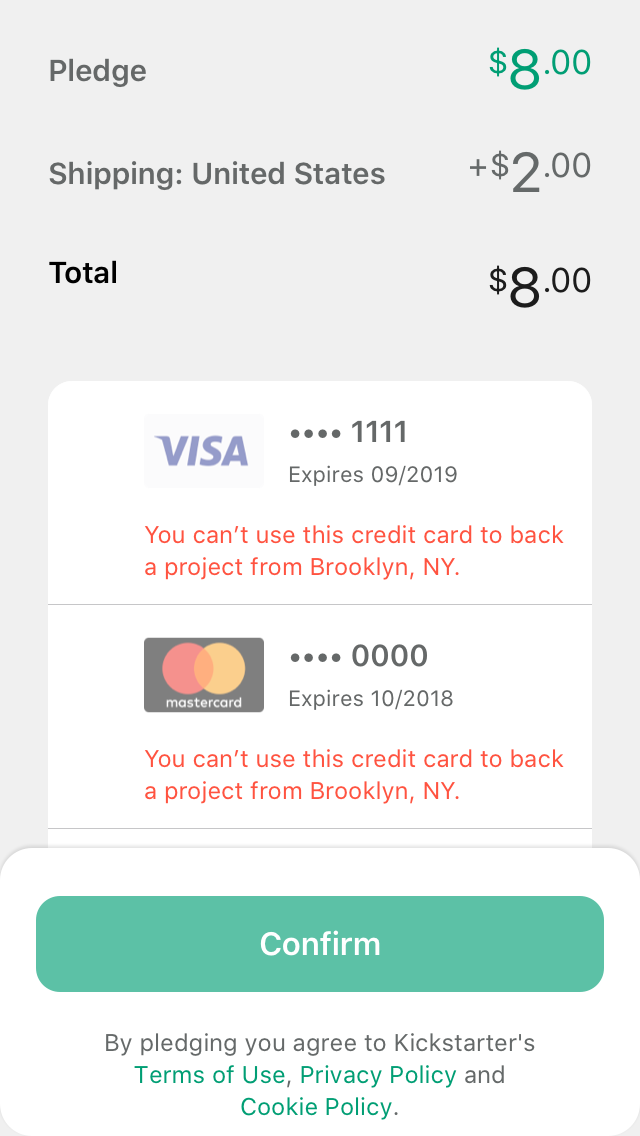 Pledge $8.00
Shipping: United States +$2.00
Total $8.00
VISA •••• 1111
Expires 09/2019
You can’t use this credit card to back
a project from Brooklyn, NY.
•••• 0000
mastercard Expires 10/2018
You can’t use this credit card to back
a project from Brooklyn, NY.
Confirm
By pledging you agree to Kickstarter's
Terms of Use, Privacy Policy and
Cookie Policy.